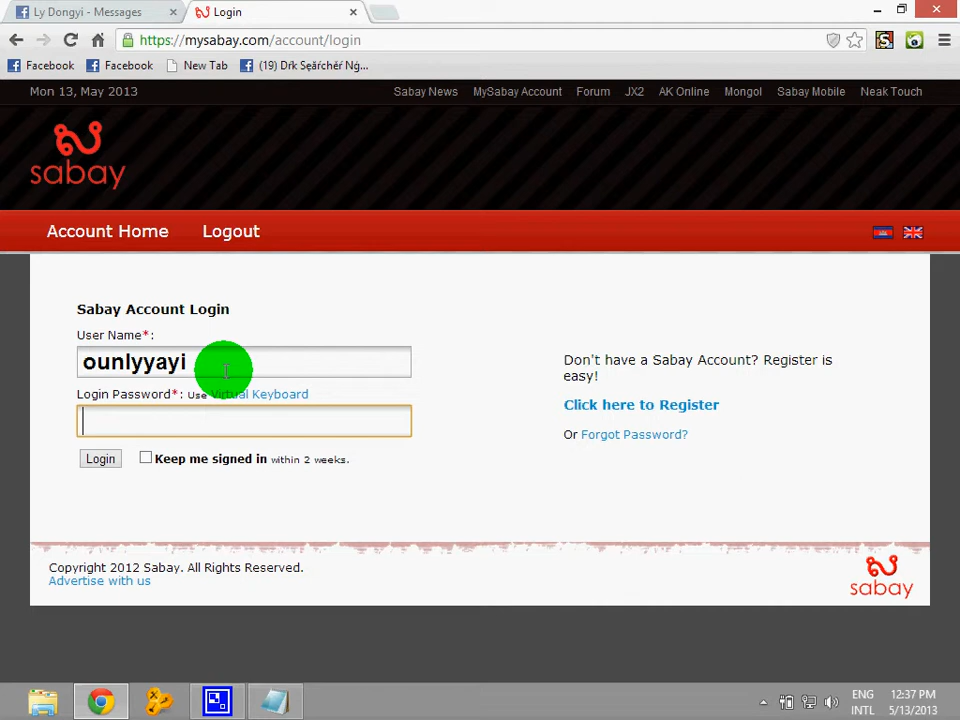 Ly Dongyi - Messages
Login
https://mysabay.com/account/login
Facebook
Facebook
New Tab
(19) Dŕk Sęāŕchêŕ Ng...
Mon 13, May 2013
Sabay News
MySabay Account
Forum
JX2
AK Online
Mongol
Sabay Mobile
Neak Touch
sabay
Account Home
Logout
Sabay Account Login
User Name*:
ounlyyayi
Login Password*: Use Virtual Keyboard
Login
Keep me signed in within 2 weeks.
Don't have a Sabay Account? Register is
easy!
Click here to Register
Or Forgot Password?
Copyright 2012 Sabay. All Rights Reserved.
Advertise with us
sabay
ENG
INTL
12:37 PM
5/13/2013